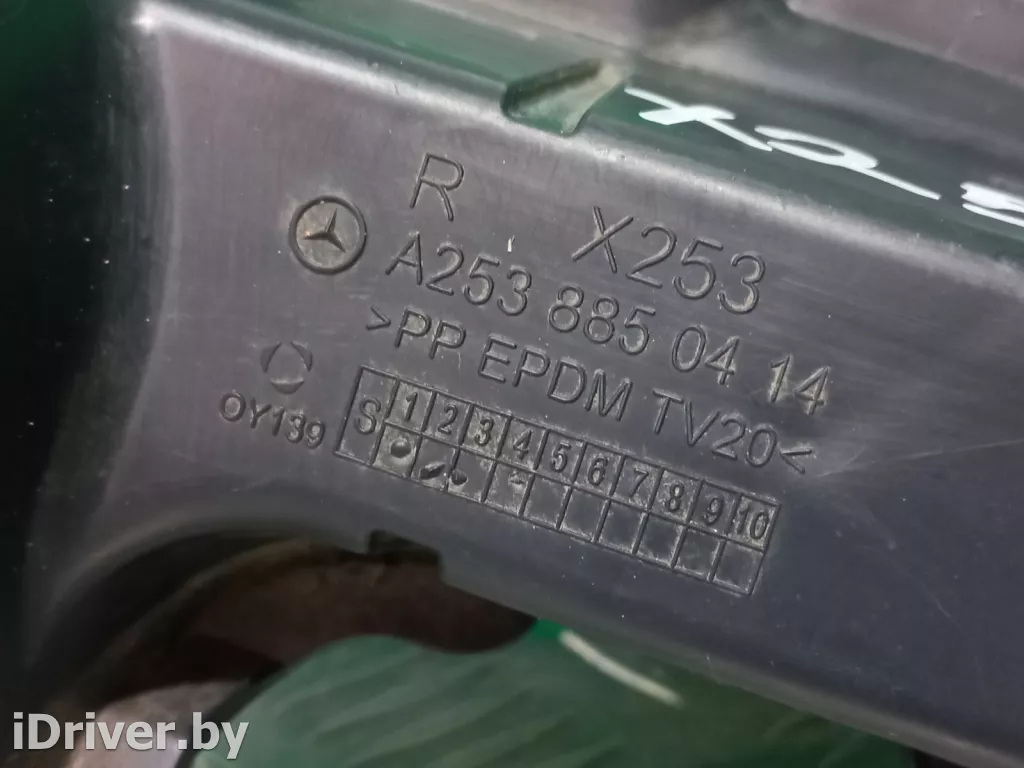 R X253
A253 885 04 14
>PP EPDM TV20<
OY139
S 1 2 3 4 5 6 7 8 9 10
iDriver.by